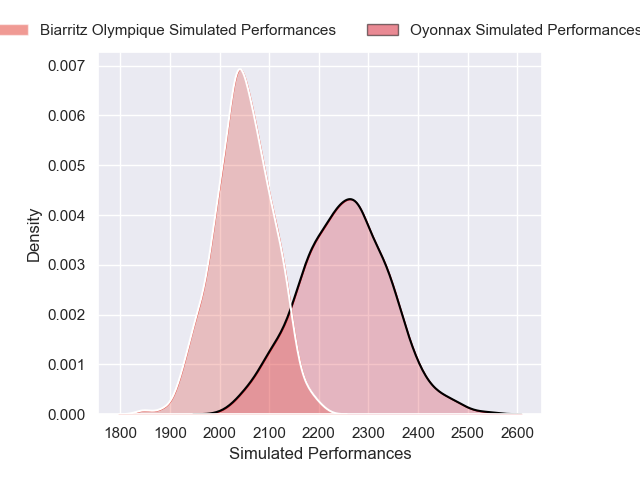 Biarritz Olympique Simulated Performances
Oyonnax Simulated Performances
0.007
0.006
0.005
0.004
0.003
0.002
0.001
0.000
Density
1800 1900 2000 2100 2200 2300 2400 2500 2600
Simulated Performances